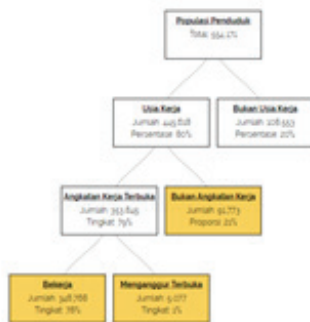 Populasi Penduduk
Total: 554.171
Usia Kerja
Jumlah: 445.618
Persentase: 80%
Bukan Usia Kerja
Jumlah: 108.553
Persentase: 20%
Angkatan Kerja Terbuka
Jumlah: 353.845
Tingkat: 79%
Bukan Angkatan Kerja
Jumlah: 91.773
Proporsi: 21%
Bekerja
Jumlah: 348.768
Tingkat: 78%
Menganggur Terbuka
Jumlah: 5.077
Tingkat: 1%